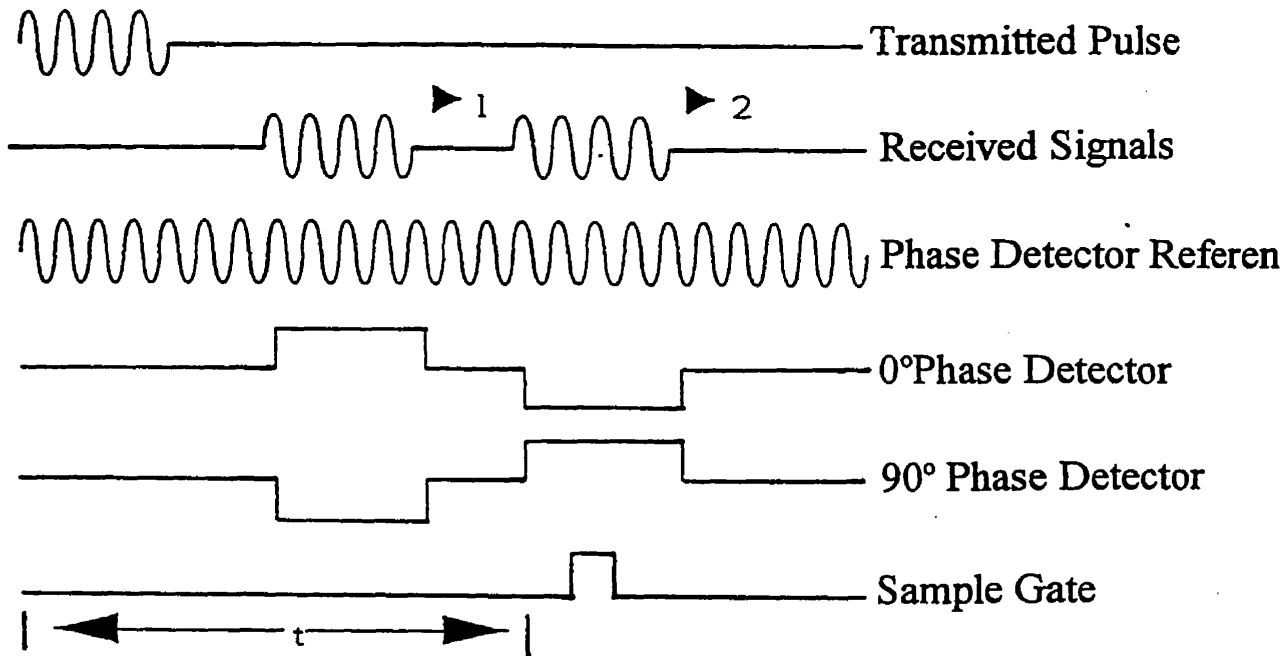 Transmitted Pulse
1
2
Received Signals
Phase Detector Referen
0°Phase Detector
90° Phase Detector
Sample Gate
t